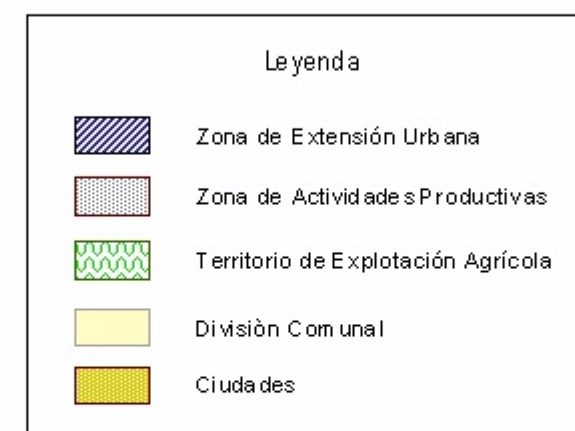 Leyenda
Zona de Extensión Urbana
Zona de Actividades Productivas
Territorio de Explotación Agrícola
Divisiòn Comunal
Ciudades